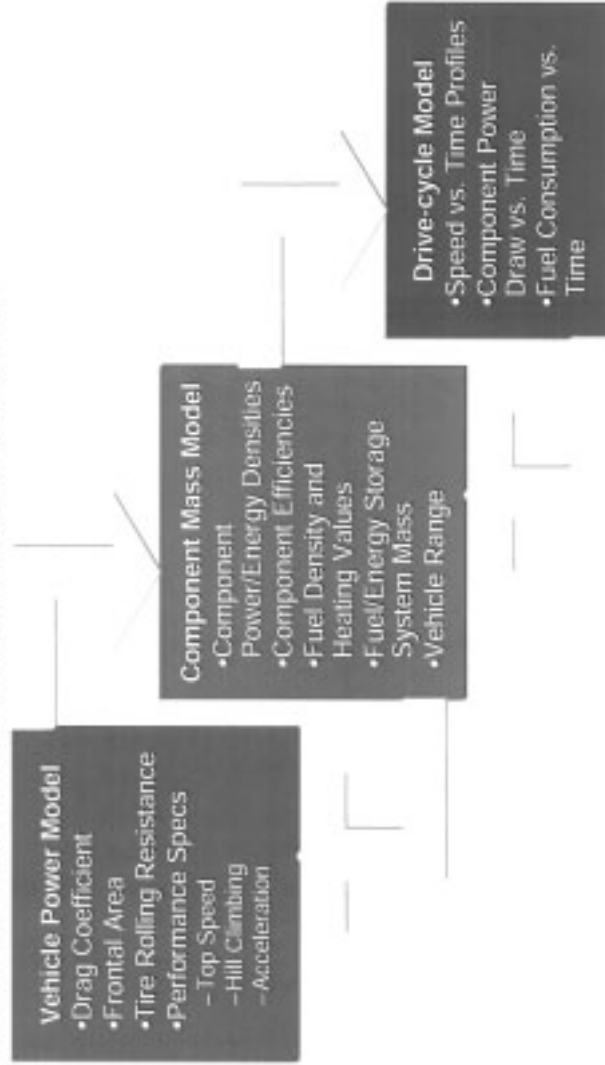 Vehicle Power Model
•Drag Coefficient
•Frontal Area
•Tire Rolling Resistance
•Performance Specs
–Top Speed
–Hill Climbing
–Acceleration
Component Mass Model
•Component
Power/Energy Densities
•Component Efficiencies
•Fuel Density and
Heating Values
•Fuel/Energy Storage
System Mass
•Vehicle Range
Drive-cycle Model
•Speed vs. Time Profiles
•Component Power
Draw vs. Time
•Fuel Consumption vs.
Time